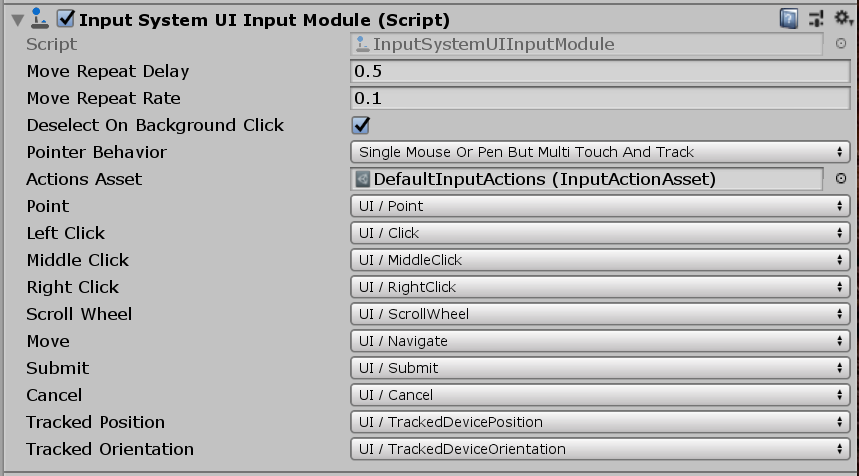 Input System UI Input Module (Script)
Script InputSystemUIInputModule
Move Repeat Delay 0.5
Move Repeat Rate 0.1
Deselect On Background Click
Pointer Behavior Single Mouse Or Pen But Multi Touch And Track
Actions Asset DefaultInputActions (InputActionAsset)
Point UI / Point
Left Click UI / Click
Middle Click UI / MiddleClick
Right Click UI / RightClick
Scroll Wheel UI / ScrollWheel
Move UI / Navigate
Submit UI / Submit
Cancel UI / Cancel
Tracked Position UI / TrackedDevicePosition
Tracked Orientation UI / TrackedDeviceOrientation